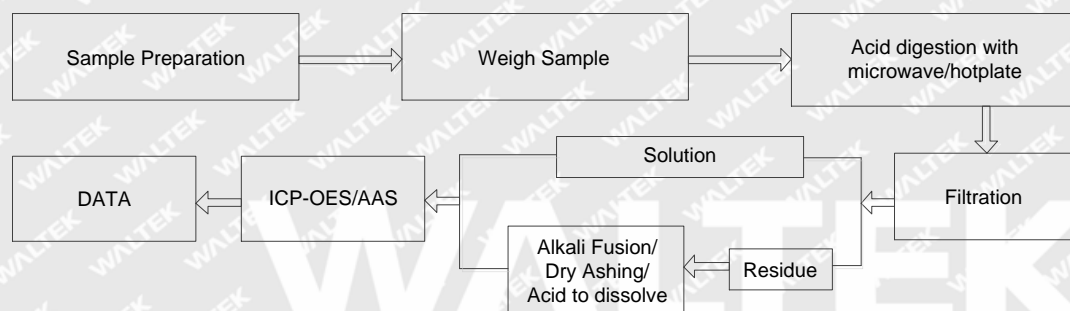 Sample Preparation
Weigh Sample
Acid digestion with
microwave/hotplate
Filtration
Solution
Residue
Alkali Fusion/
Dry Ashing/
Acid to dissolve
ICP-OES/AAS
DATA
WALTEK